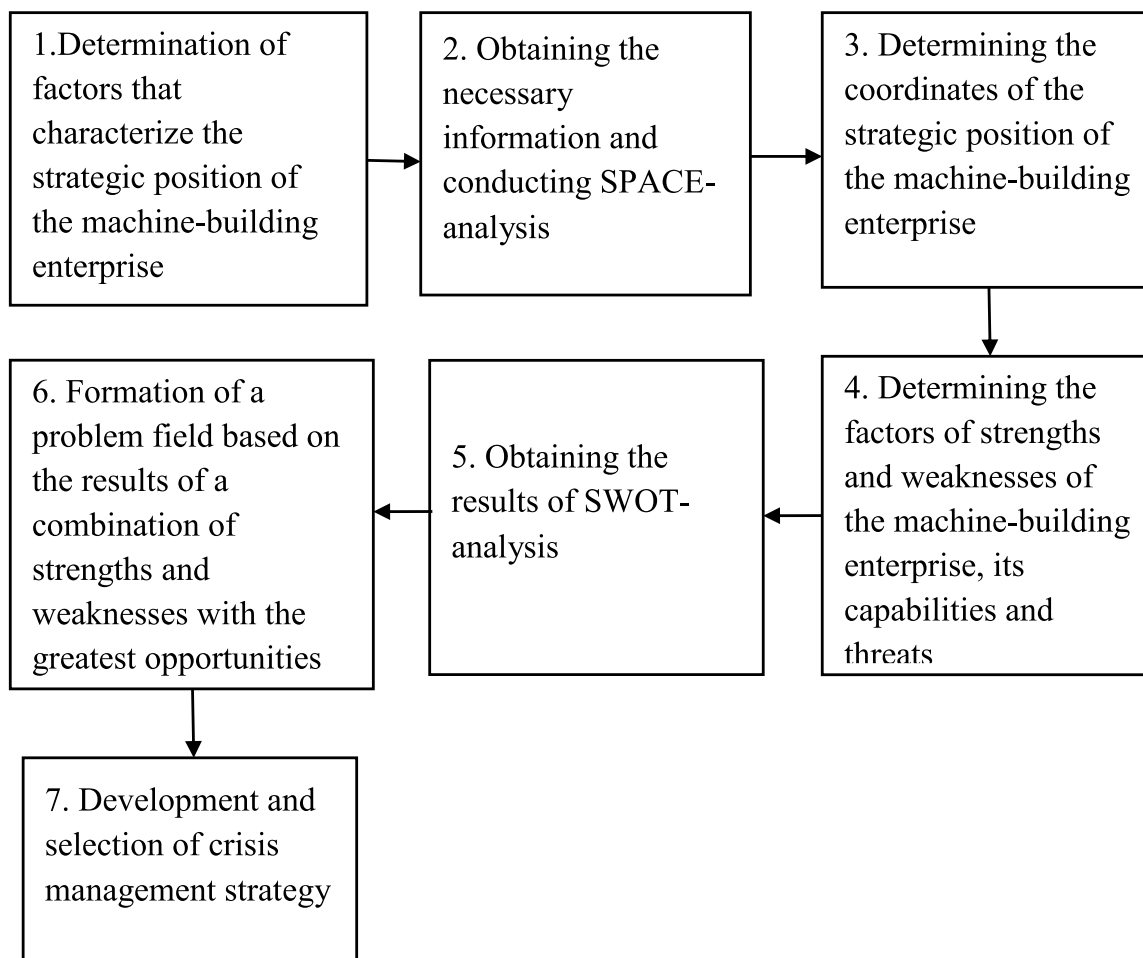 1.Determination of
factors that
characterize the
strategic position of
the machine-building
enterprise
2. Obtaining the
necessary
information and
conducting SPACE-
analysis
3. Determining the
coordinates of the
strategic position of
the machine-building
enterprise
4. Determining the
factors of strengths
and weaknesses of
the machine-building
enterprise, its
capabilities and
threats
5. Obtaining the
results of SWOT-
analysis
6. Formation of a
problem field based on
the results of a
combination of
strengths and
weaknesses with the
greatest opportunities
7. Development and
selection of crisis
management strategy